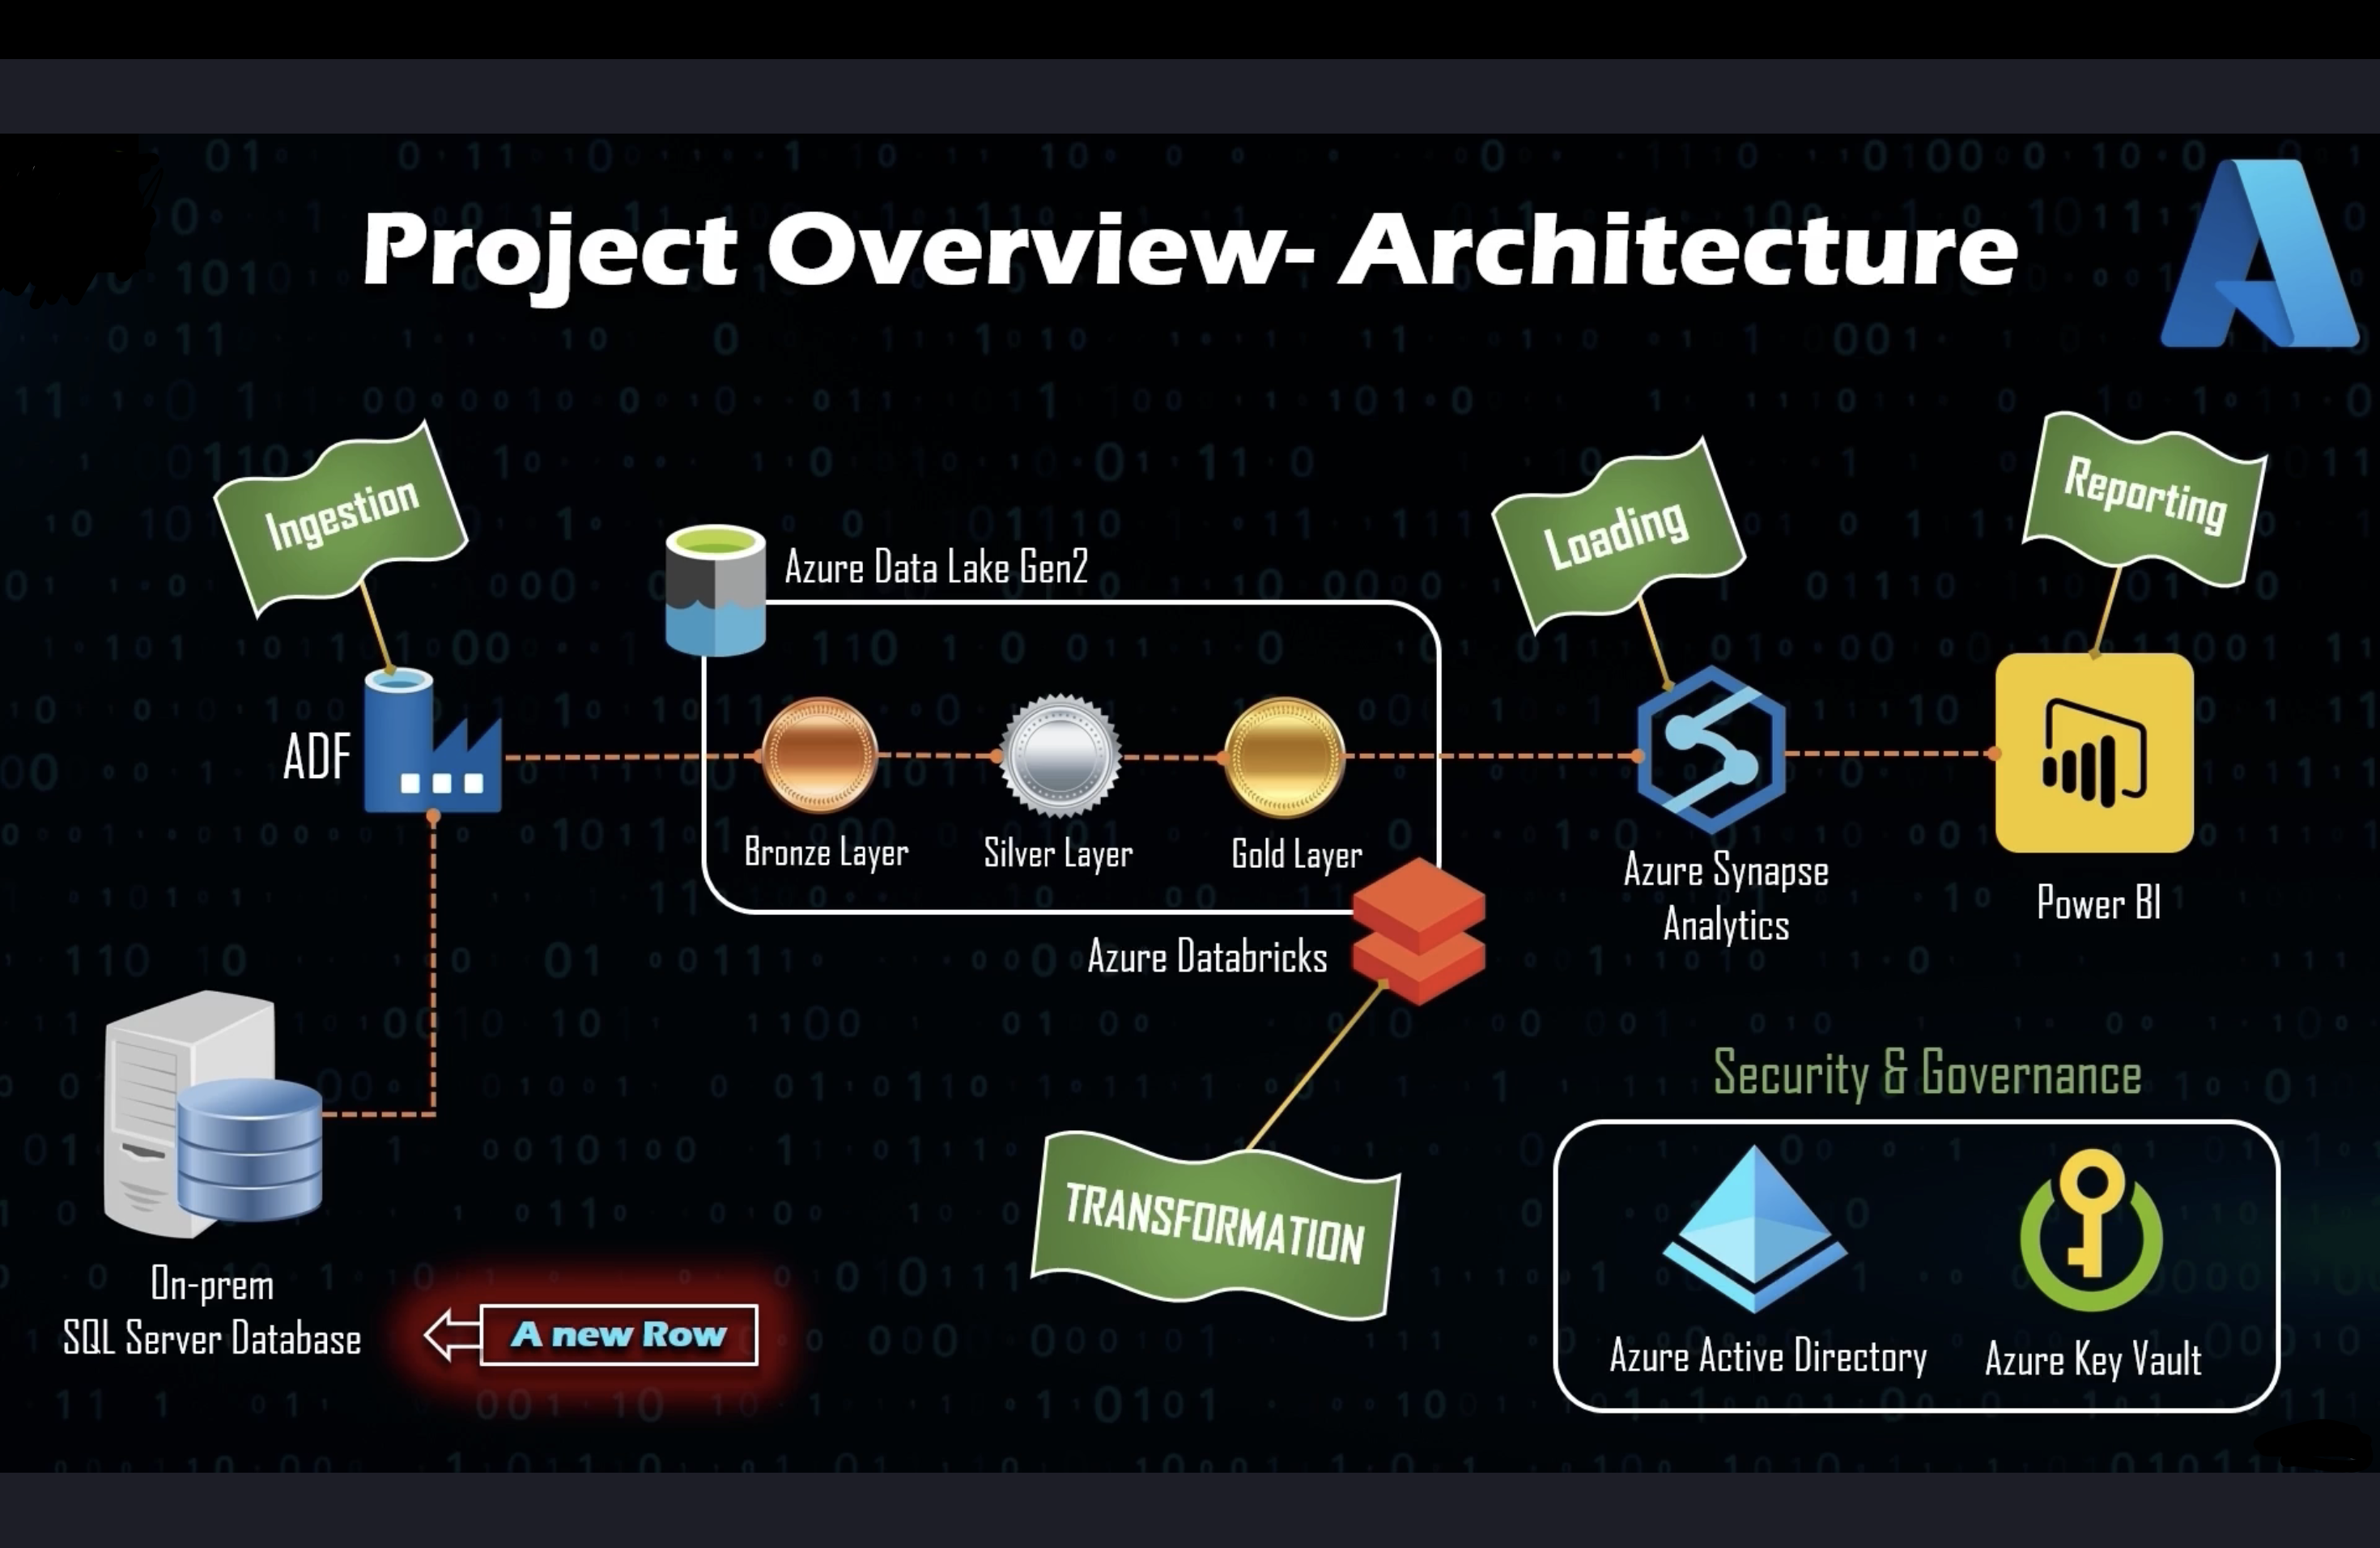 Project Overview- Architecture
Ingestion
Loading
Reporting
Azure Data Lake Gen2
ADF
Bronze Layer
Silver Layer
Gold Layer
Azure Synapse
Analytics
Power BI
Azure Databricks
TRANSFORMATION
On-prem
SQL Server Database
A new Row
Security & Governance
Azure Active Directory
Azure Key Vault